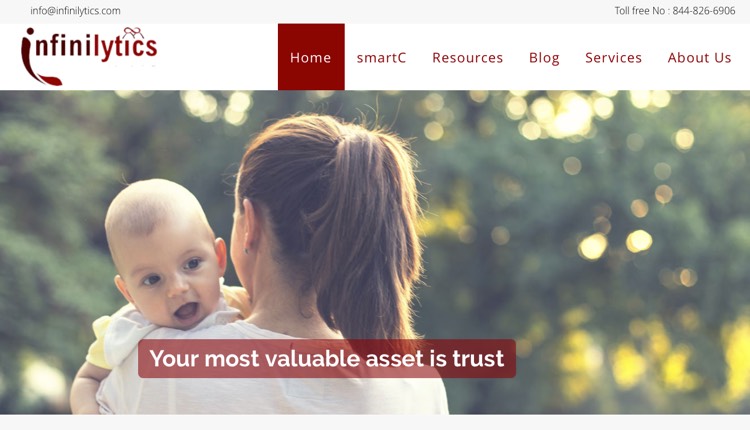 info@infinilytics.com
Toll free No : 844-826-6906
infinilytics
Home
smartC
Resources
Blog
Services
About Us
Your most valuable asset is trust